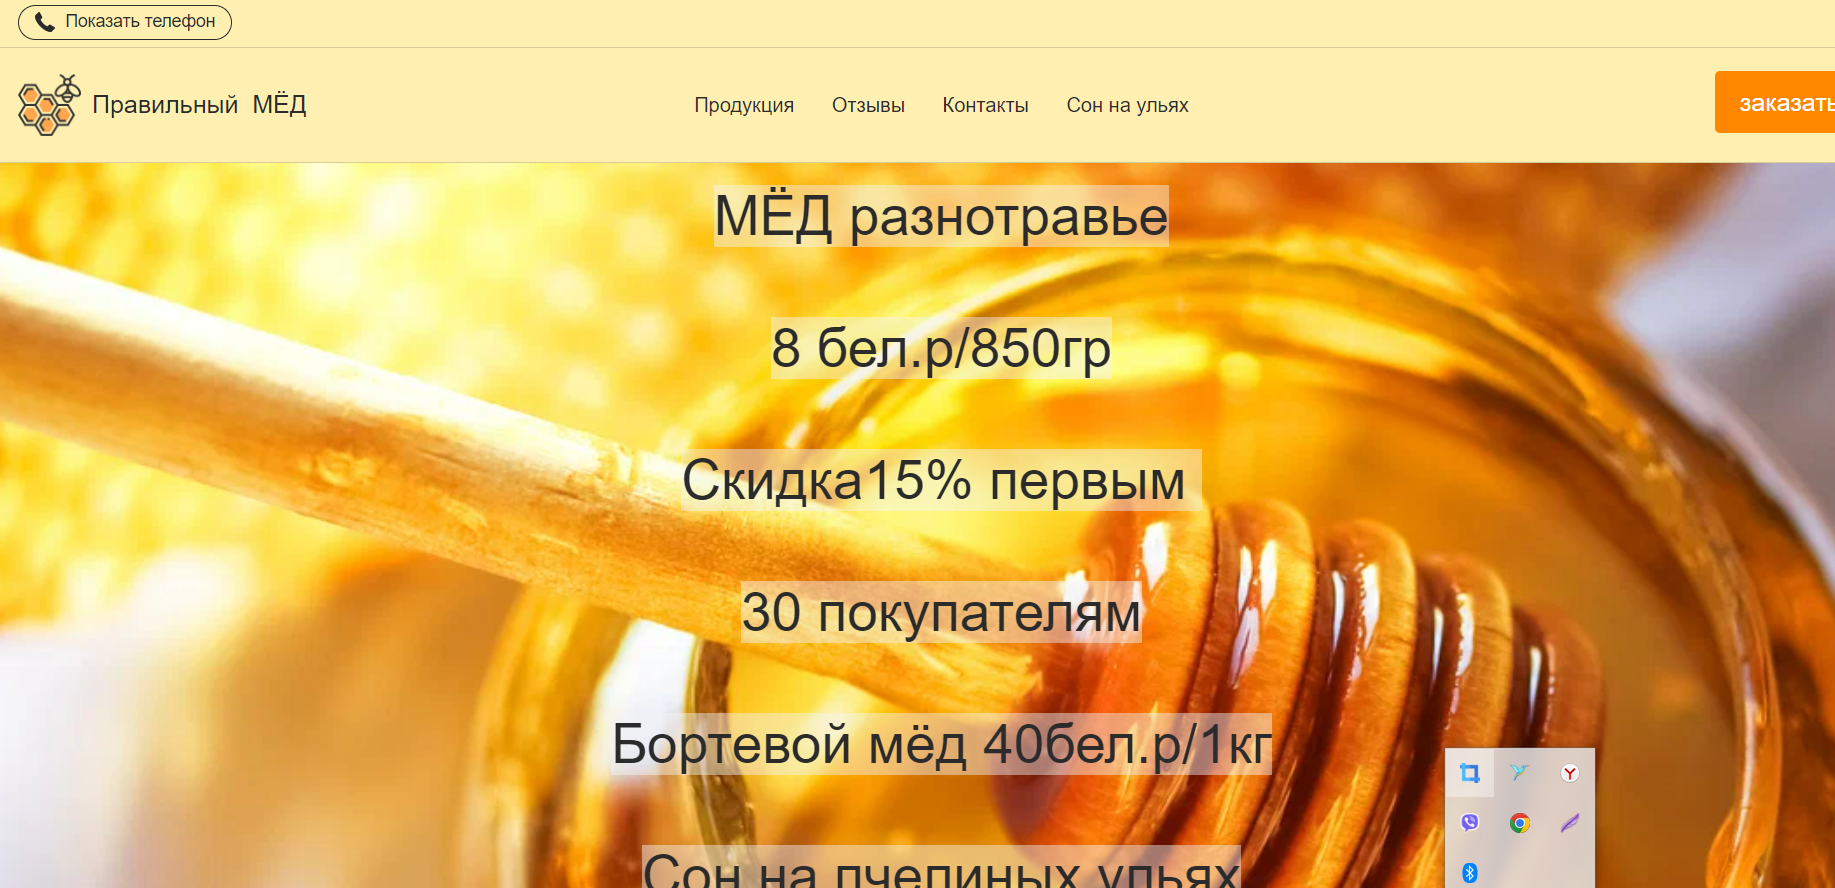 Показать телефон
Правильный МЁД
Продукция Отзывы Контакты Сон на ульях
заказать
МЁД разнотравье
8 бел.р/850гр
Скидка15% первым
30 покупателям
Бортевой мёд 40бел.р/1кг
Сон на пчелиных ульях